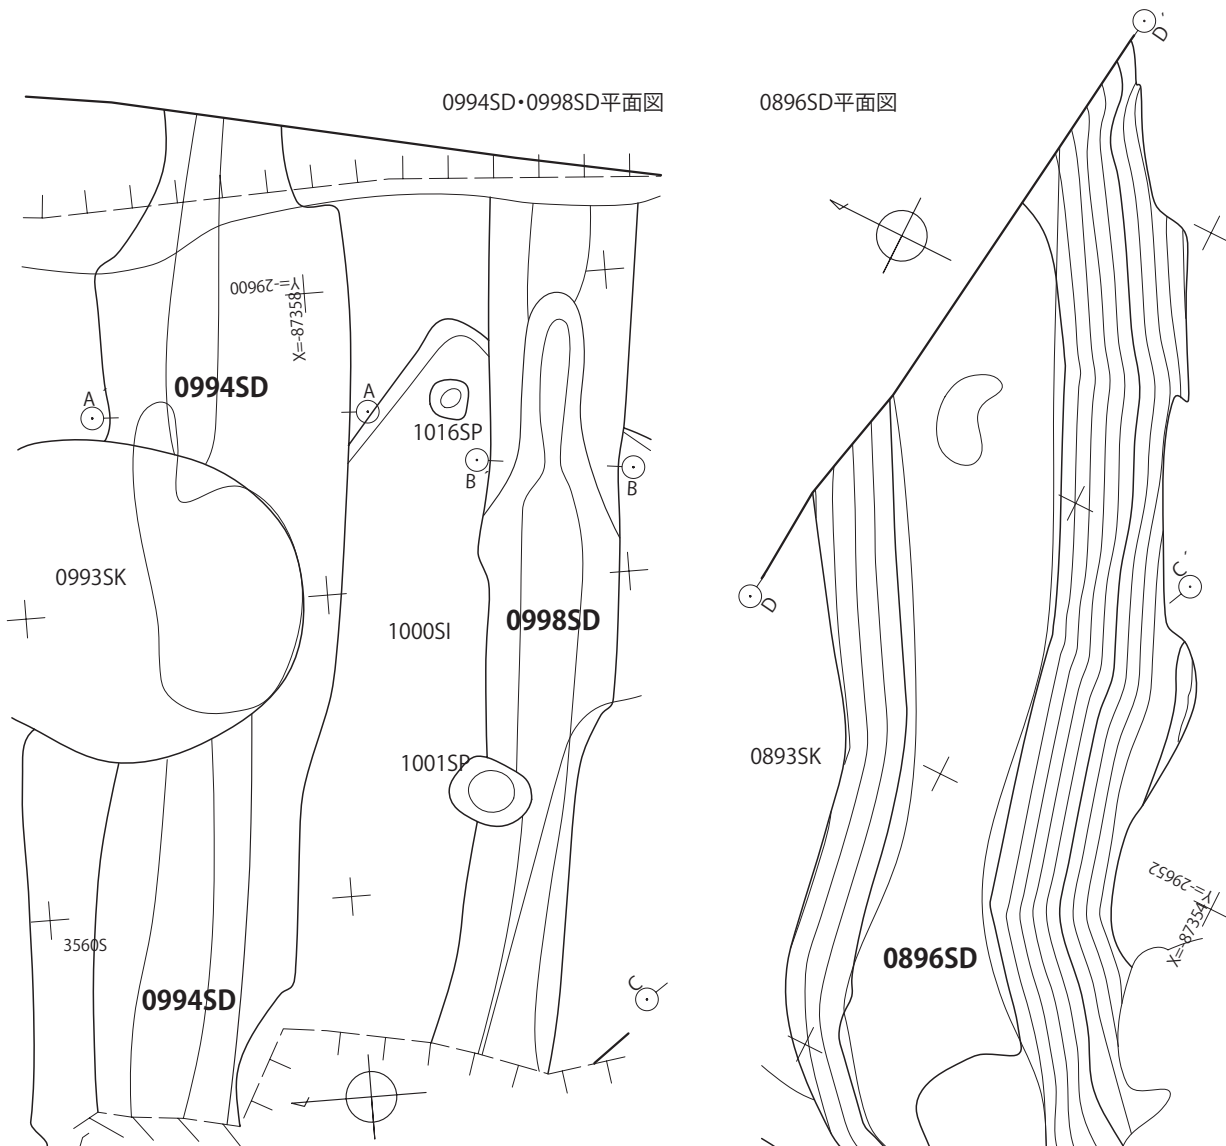 0994SD・0998SD平面図
0896SD平面図
D´
Y=-29600
X=-87358
0994SD
A´
A
1016SP
B´
B
0993SK
1000SI
0998SD
D
C´
1001SP
0893SK
Y=-29652
X=-87354
3560S
0896SD
0994SD
C